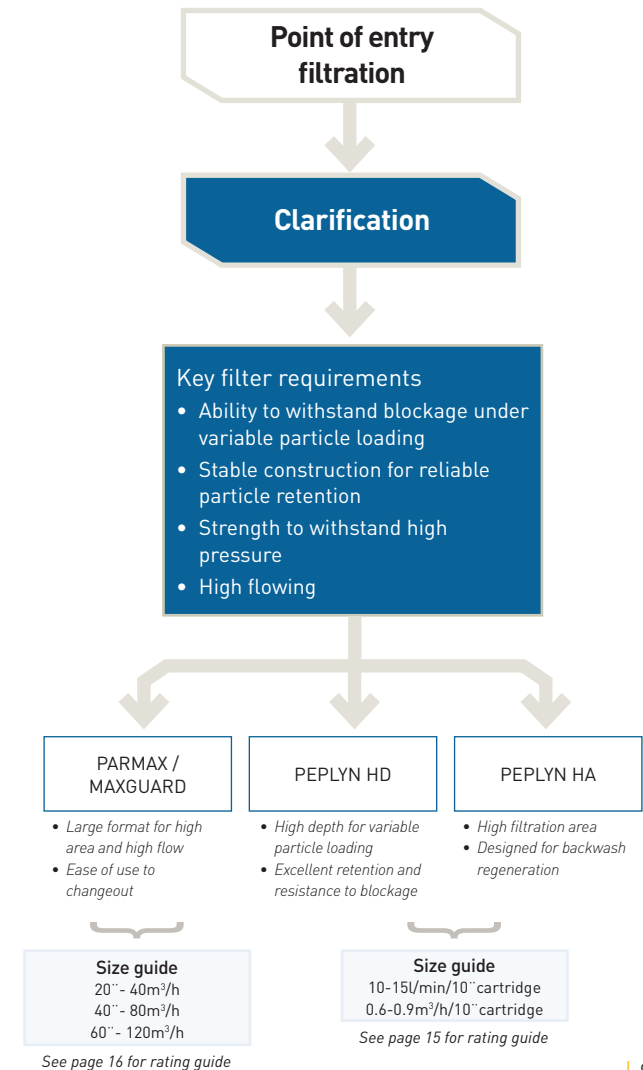 Point of entry
filtration
Clarification
Key filter requirements
• Ability to withstand blockage under
variable particle loading
• Stable construction for reliable
particle retention
• Strength to withstand high
pressure
• High flowing
PARMAX /
MAXGUARD
• Large format for high
area and high flow
• Ease of use to
changeout
Size guide
20¨- 40m³/h
40¨- 80m³/h
60¨- 120m³/h
See page 16 for rating guide
PEPLYN HD
• High depth for variable
particle loading
• Excellent retention and
resistance to blockage
PEPLYN HA
• High filtration area
• Designed for backwash
regeneration
Size guide
10-15l/min/10¨cartridge
0.6-0.9m³/h/10¨cartridge
See page 15 for rating guide